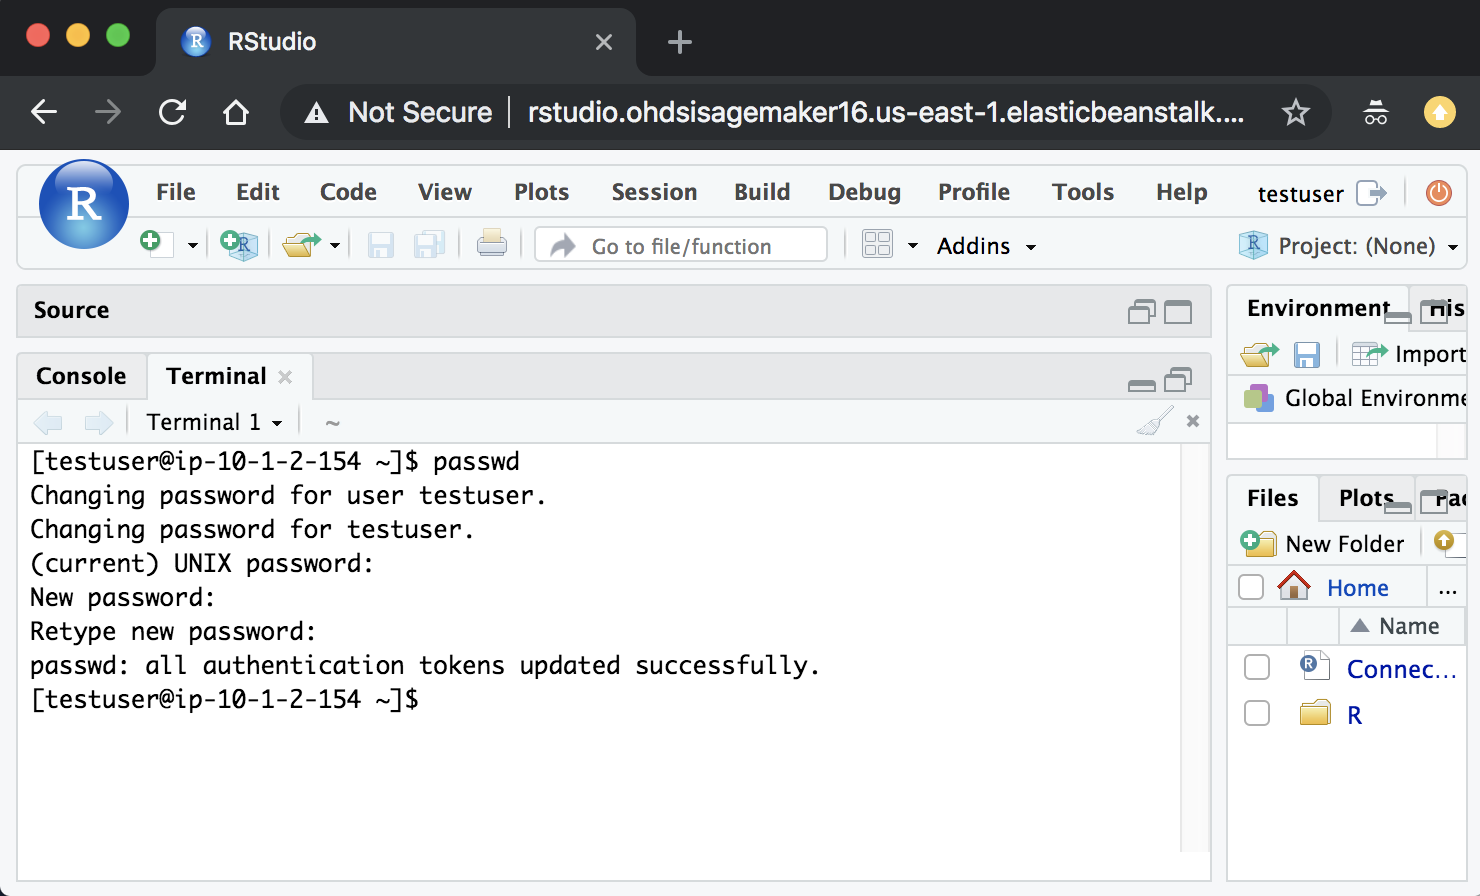 RStudio
Not Secure rstudio.ohdsisagemaker16.us-east-1.elasticbeanstalk....
R
File Edit Code View Plots Session Build Debug Profile Tools Help testuser
Go to file/function Addins Project: (None)
Source
Console Terminal
Terminal 1 ~
[testuser@ip-10-1-2-154 ~]$ passwd
Changing password for user testuser.
Changing password for testuser.
(current) UNIX password:
New password:
Retype new password:
passwd: all authentication tokens updated successfully.
[testuser@ip-10-1-2-154 ~]$
Environment His
Import
Global Environme
Files Plots Pac
New Folder
Home ...
Name
Connec...
R